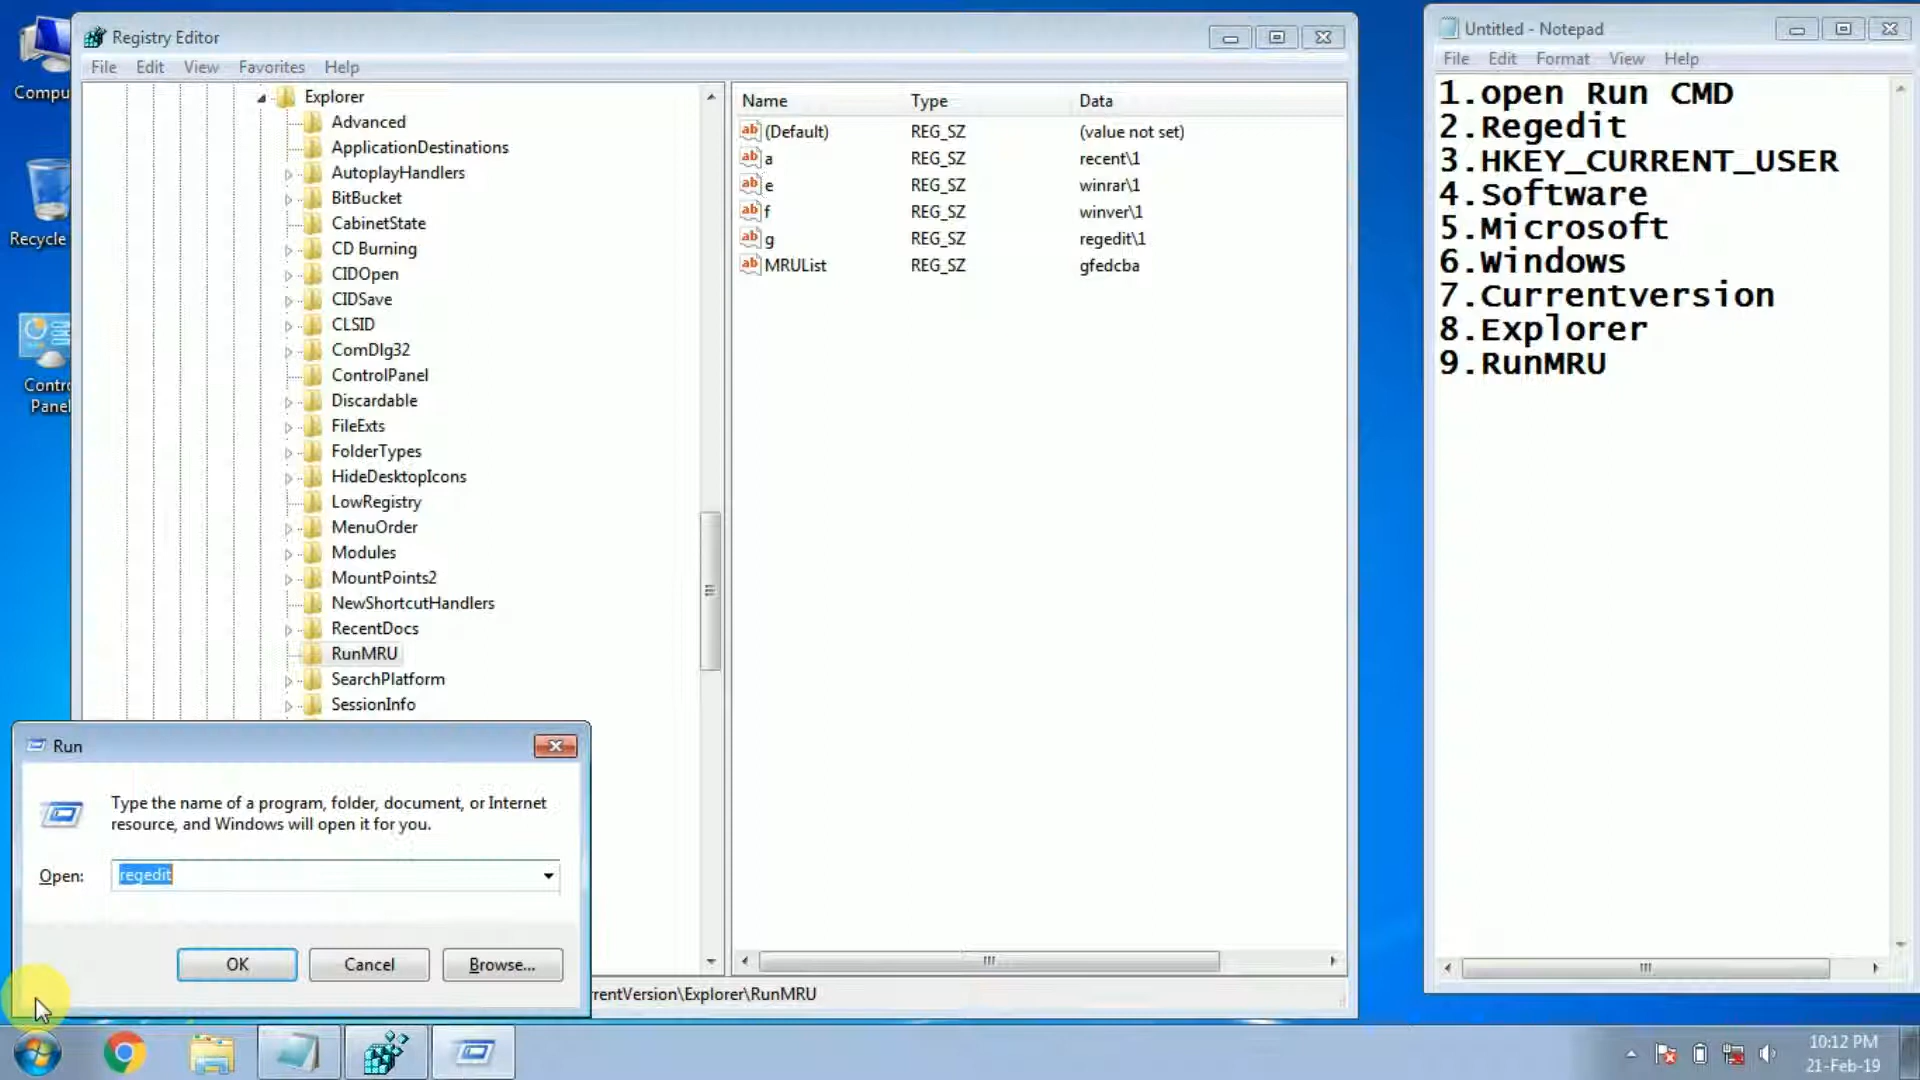 Compu
Recycle
Contro
Panel
Registry Editor
File Edit View Favorites Help
Explorer
Advanced
ApplicationDestinations
AutoplayHandlers
BitBucket
CabinetState
CD Burning
CIDOpen
CIDSave
CLSID
ComDlg32
ControlPanel
Discardable
FileExts
FolderTypes
HideDesktopIcons
LowRegistry
MenuOrder
Modules
MountPoints2
NewShortcutHandlers
RecentDocs
RunMRU
SearchPlatform
SessionInfo
Name Type Data
(Default) REG_SZ (value not set)
a REG_SZ recent\1
e REG_SZ winrar\1
f REG_SZ winver\1
g REG_SZ regedit\1
MRUList REG_SZ gfedcba
rrentVersion\Explorer\RunMRU
Run
Type the name of a program, folder, document, or Internet
resource, and Windows will open it for you.
Open: regedit
OK Cancel Browse...
Untitled - Notepad
File Edit Format View Help
1.open Run CMD
2.Regedit
3.HKEY_CURRENT_USER
4.Software
5.Microsoft
6.Windows
7.Currentversion
8.Explorer
9.RunMRU
10:12 PM
21-Feb-19